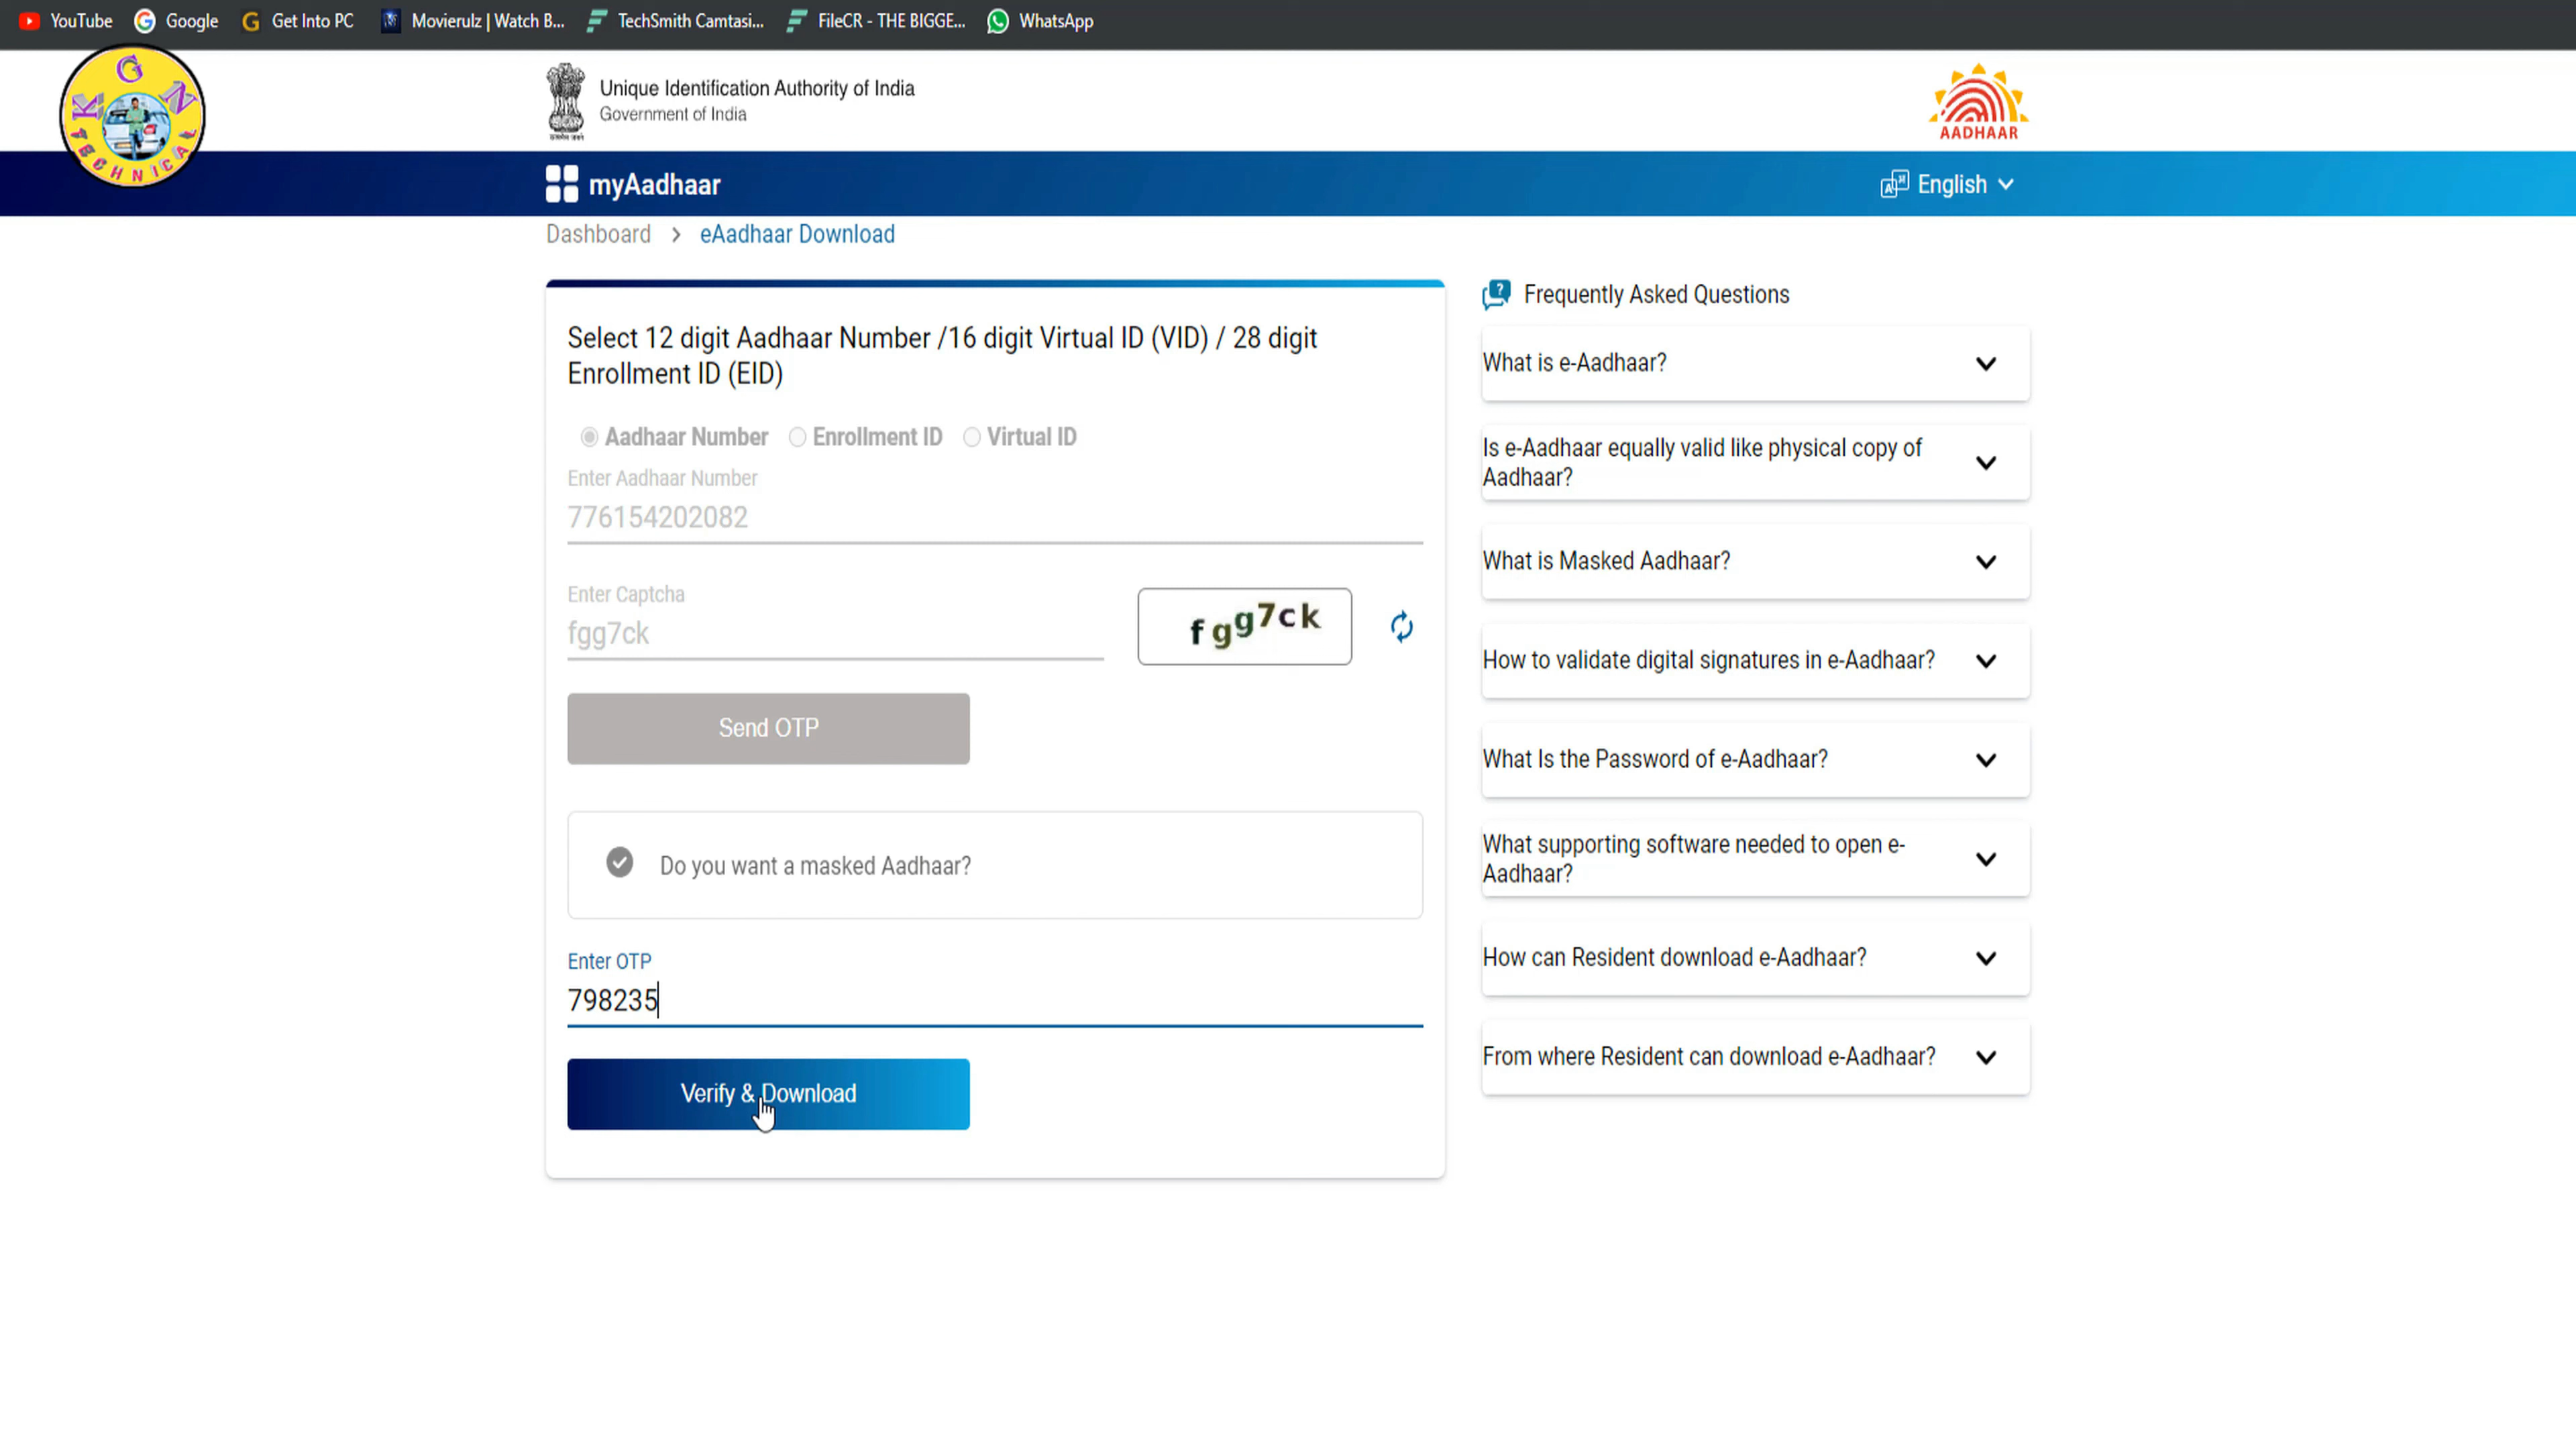 YouTube
Google
Get Into PC
Movierulz | Watch B...
TechSmith Camtasi...
FileCR - THE BIGGE...
WhatsApp
KGN
TECHNICAL
Unique Identification Authority of India
Government of India
AADHAAR
myAadhaar
English
Dashboard > eAadhaar Download
Select 12 digit Aadhaar Number /16 digit Virtual ID (VID) / 28 digit
Enrollment ID (EID)
Aadhaar Number
Enrollment ID
Virtual ID
Enter Aadhaar Number
776154202082
Enter Captcha
fgg7ck
fgg7ck
Send OTP
Do you want a masked Aadhaar?
Enter OTP
798235
Verify & Download
Frequently Asked Questions
What is e-Aadhaar?
Is e-Aadhaar equally valid like physical copy of
Aadhaar?
What is Masked Aadhaar?
How to validate digital signatures in e-Aadhaar?
What Is the Password of e-Aadhaar?
What supporting software needed to open e-
Aadhaar?
How can Resident download e-Aadhaar?
From where Resident can download e-Aadhaar?